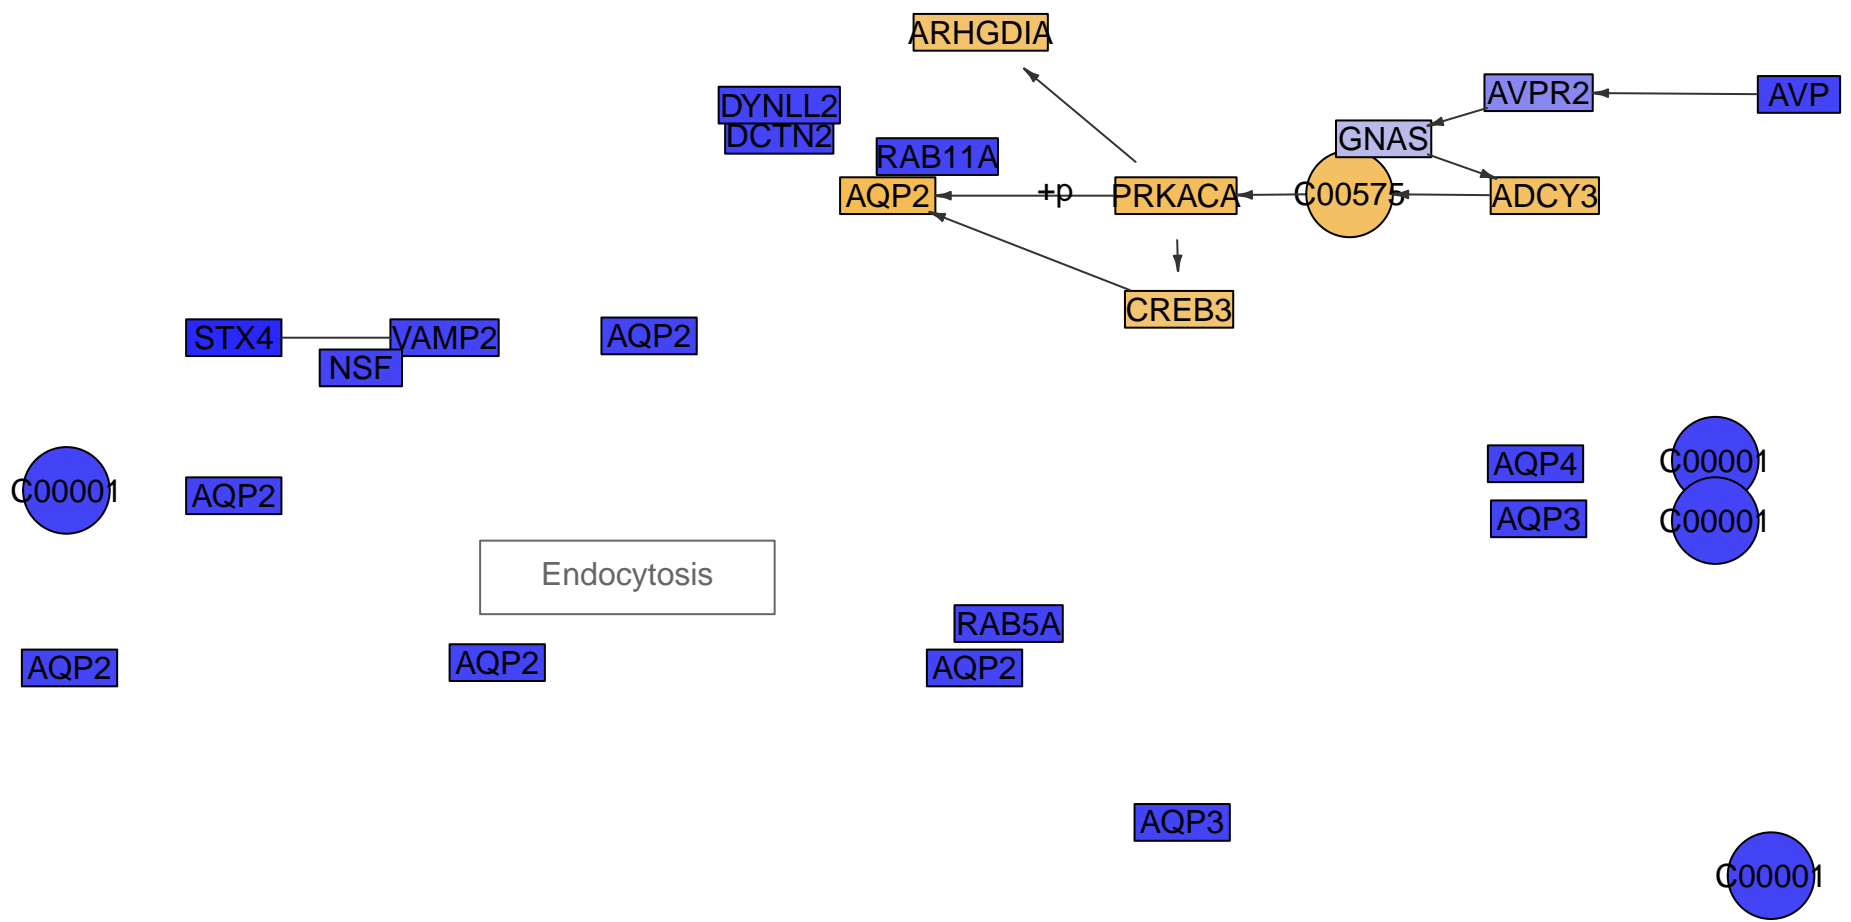 ARHGDIA
DYNLL2
AVPR2
AVP
DCTN2
GNAS
RAB11A
AQP2
+p
PRKACA
C00575
ADCY3
CREB3
STX4
VAMP2
AQP2
NSF
C00001
AQP2
AQP4
C00001
AQP3
C00001
Endocytosis
RAB5A
AQP2
AQP2
AQP2
AQP3
C00001